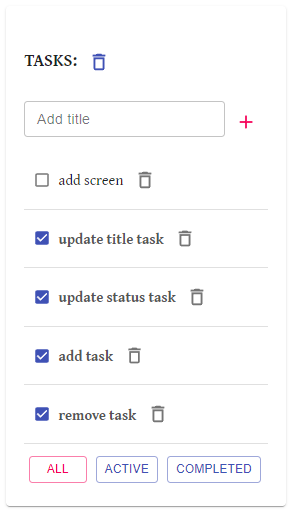 TASKS:
Add title
add screen
update title task
update status task
add task
remove task
ALL ACTIVE COMPLETED